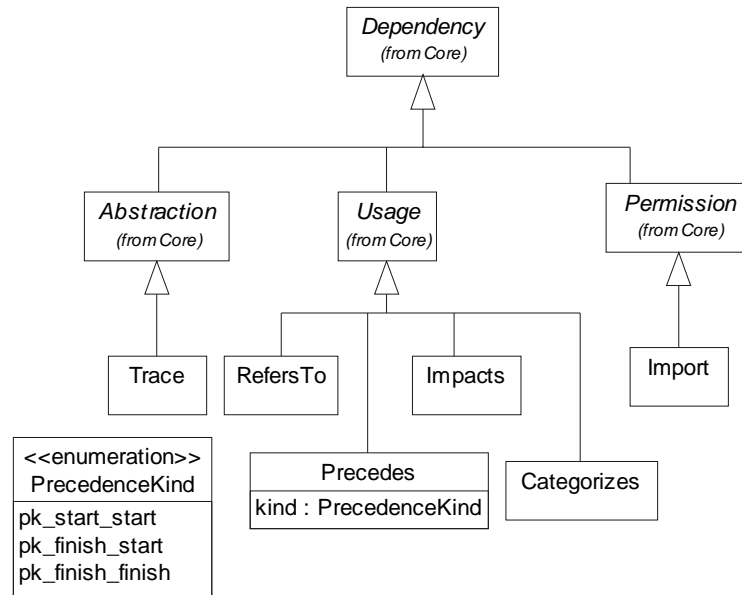 Dependency
(from Core)
Abstraction
(from Core)
Usage
(from Core)
Permission
(from Core)
Trace
RefersTo
Impacts
Import
<<enumeration>>
PrecedenceKind
pk_start_start
pk_finish_start
pk_finish_finish
Precedes
kind : PrecedenceKind
Categorizes